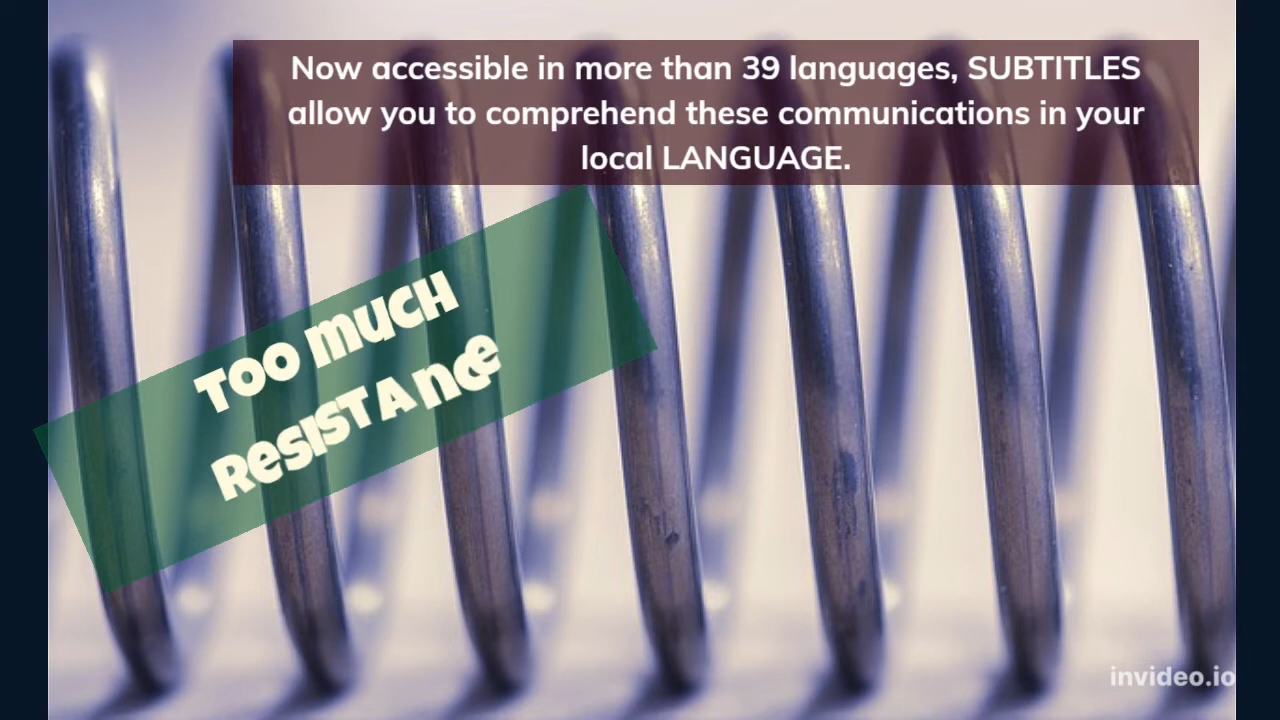 Now accessible in more than 39 languages, SUBTITLES
allow you to comprehend these communications in your
local LANGUAGE.
TOO MUCH
RESISTANCE
invideo.io